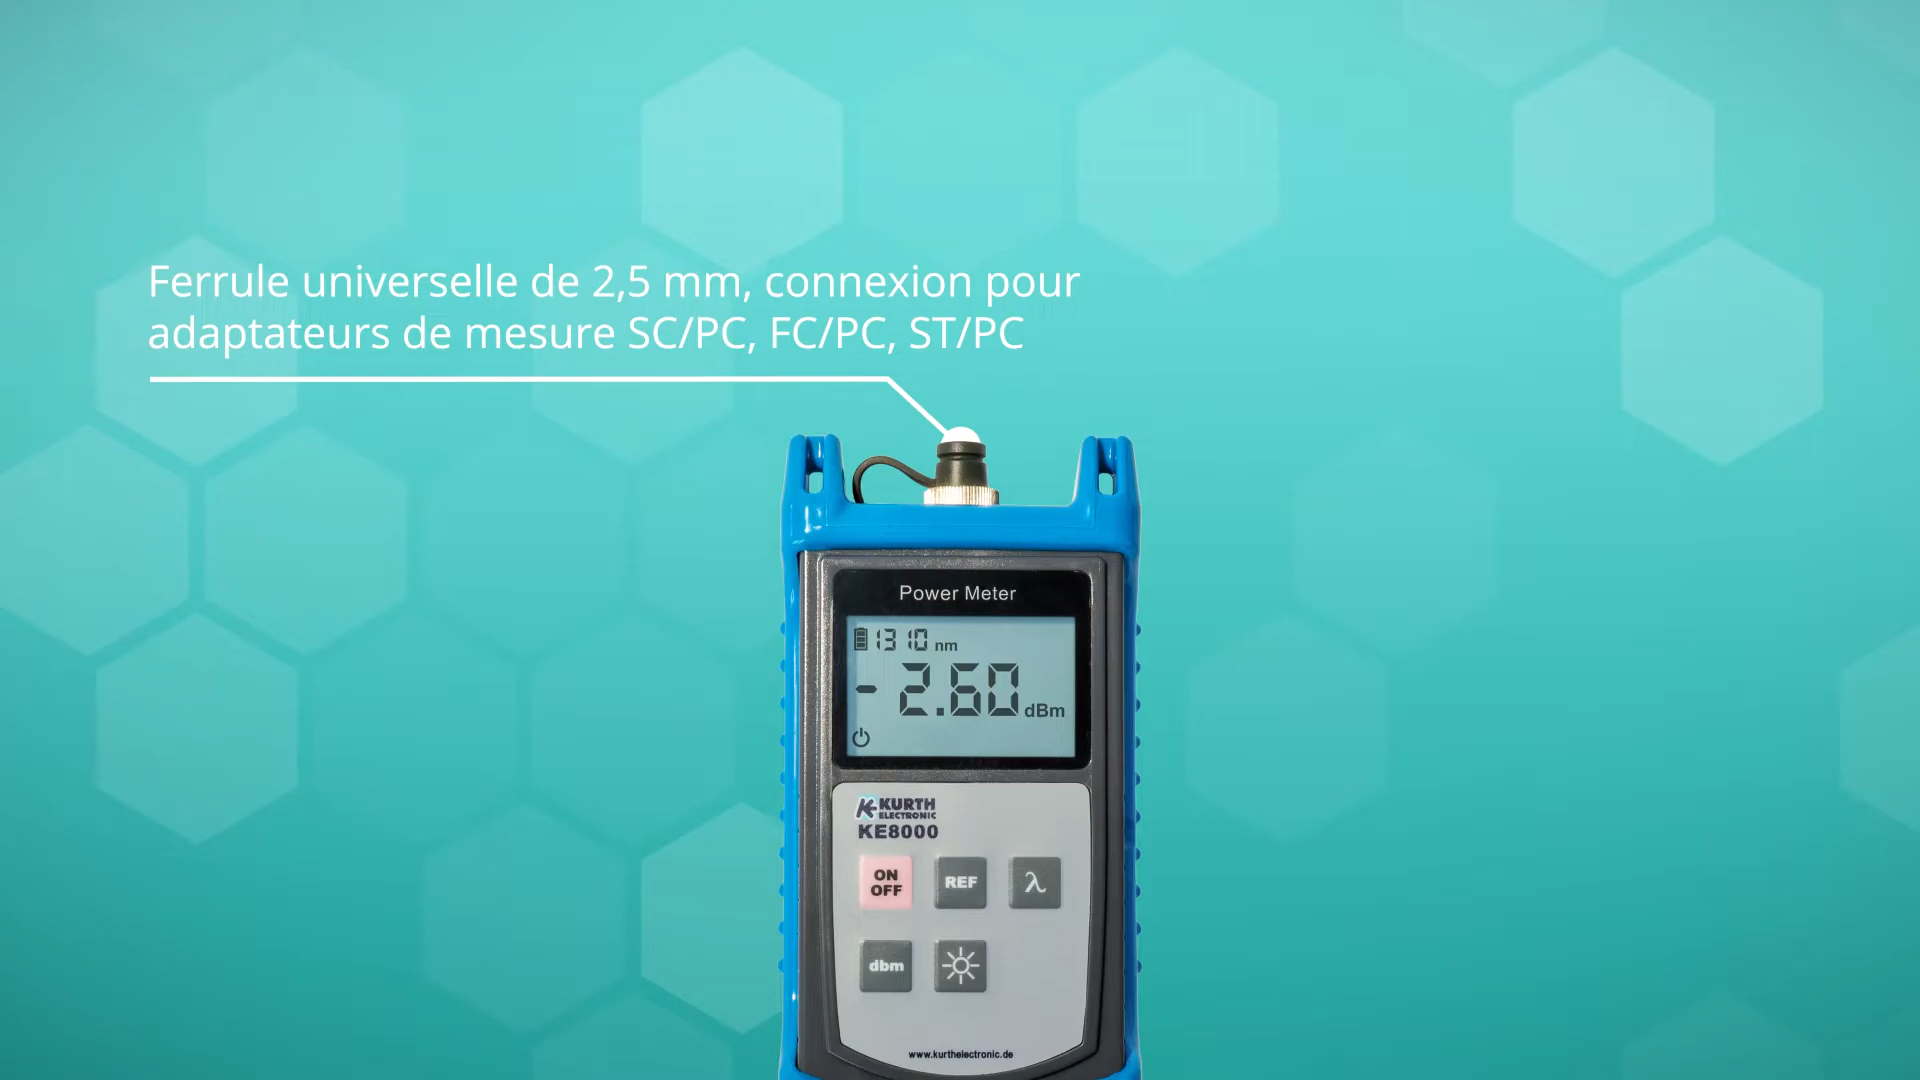 Ferrule universelle de 2,5 mm, connexion pour
adaptateurs de mesure SC/PC, FC/PC, ST/PC
Power Meter
1310 nm
- 2.60 dBm
KURTH
ELECTRONIC
KE8000
ON
OFF
REF
λ
dbm
www.kurthelectronic.de